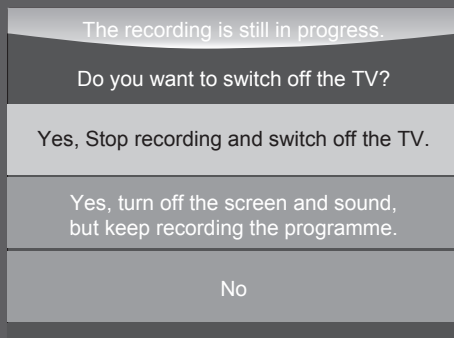 The recording is still in progress.
Do you want to switch off the TV?
Yes, Stop recording and switch off the TV.
Yes, turn off the screen and sound,
but keep recording the programme.
No